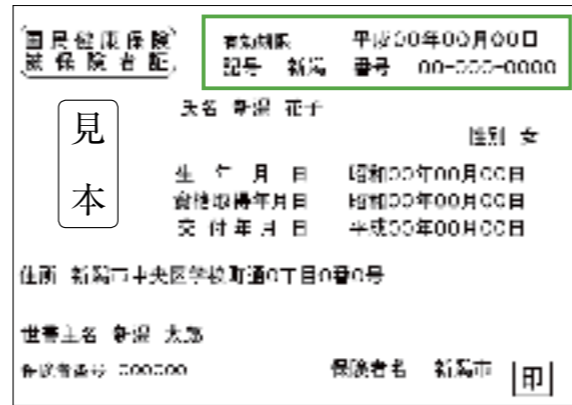 国民健康保険
被保険者証
有効期限 平成00年00月00日
記号 新潟 番号 00-000-0000
見本
氏名 新潟 花子
性別 女
生年月日 昭和00年00月00日
資格取得年月日 昭和00年00月00日
交付年月日 平成00年00月00日
住所 新潟市中央区学校町通0丁目0番0号
世帯主名 新潟 太郎
保険者番号 000000
保険者名 新潟市 印